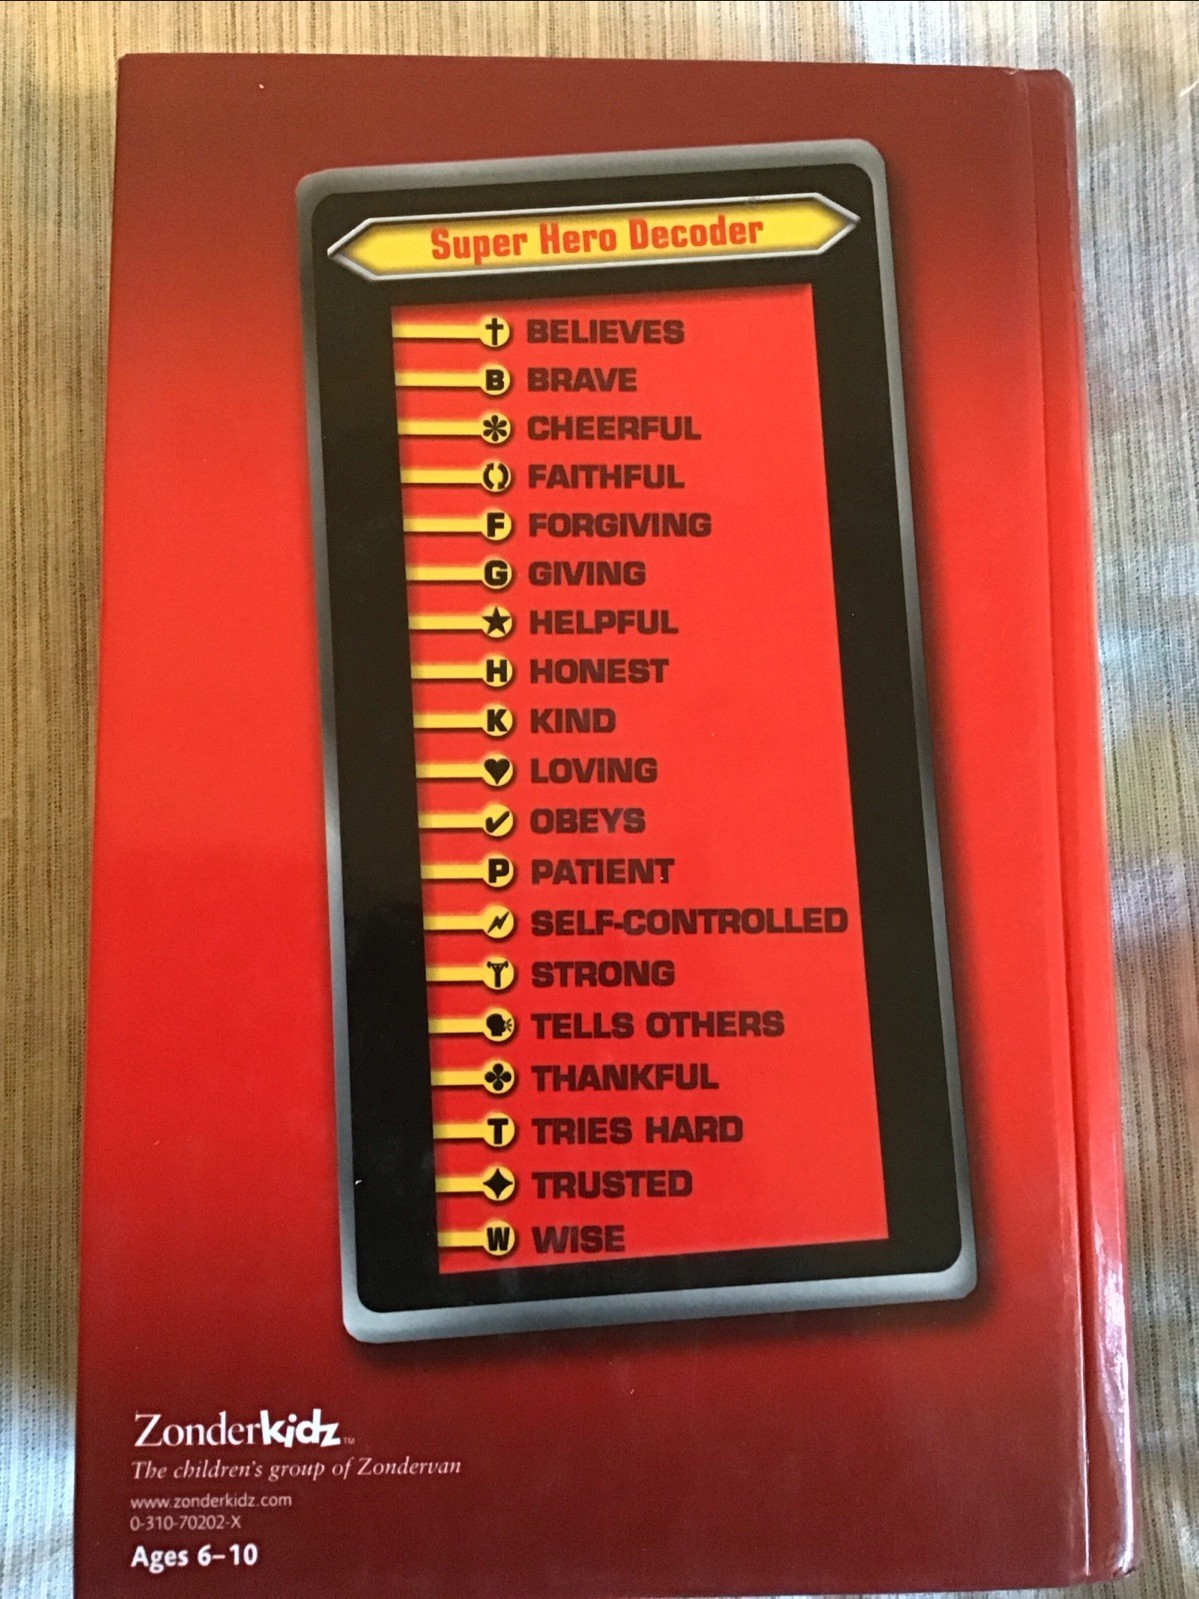 Super Hero Decoder
BELIEVES
B BRAVE
CHEERFUL
FAITHFUL
F FORGIVING
G GIVING
HELPFUL
H HONEST
K KIND
LOVING
OBEYS
P PATIENT
SELF-CONTROLLED
STRONG
TELLS OTHERS
THANKFUL
T TRIES HARD
TRUSTED
W WISE
Zonderkidz™
The children's group of Zondervan
www.zonderkidz.com
0-310-70202-X
Ages 6–10